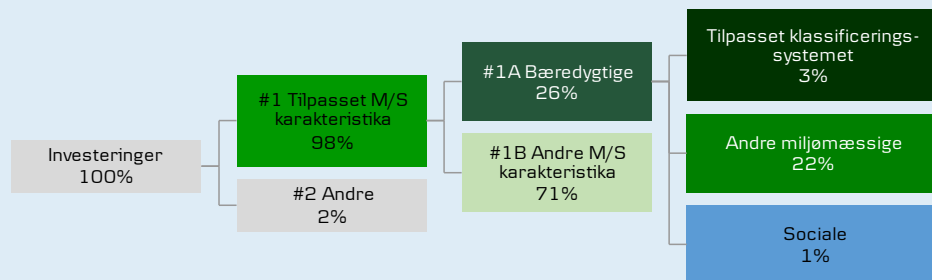 Investeringer
100%
#1 Tilpasset M/S
karakteristika
98%
#2 Andre
2%
#1A Bæredygtige
26%
#1B Andre M/S
karakteristika
71%
Tilpasset klassificerings-
systemet
3%
Andre miljømæssige
22%
Sociale
1%